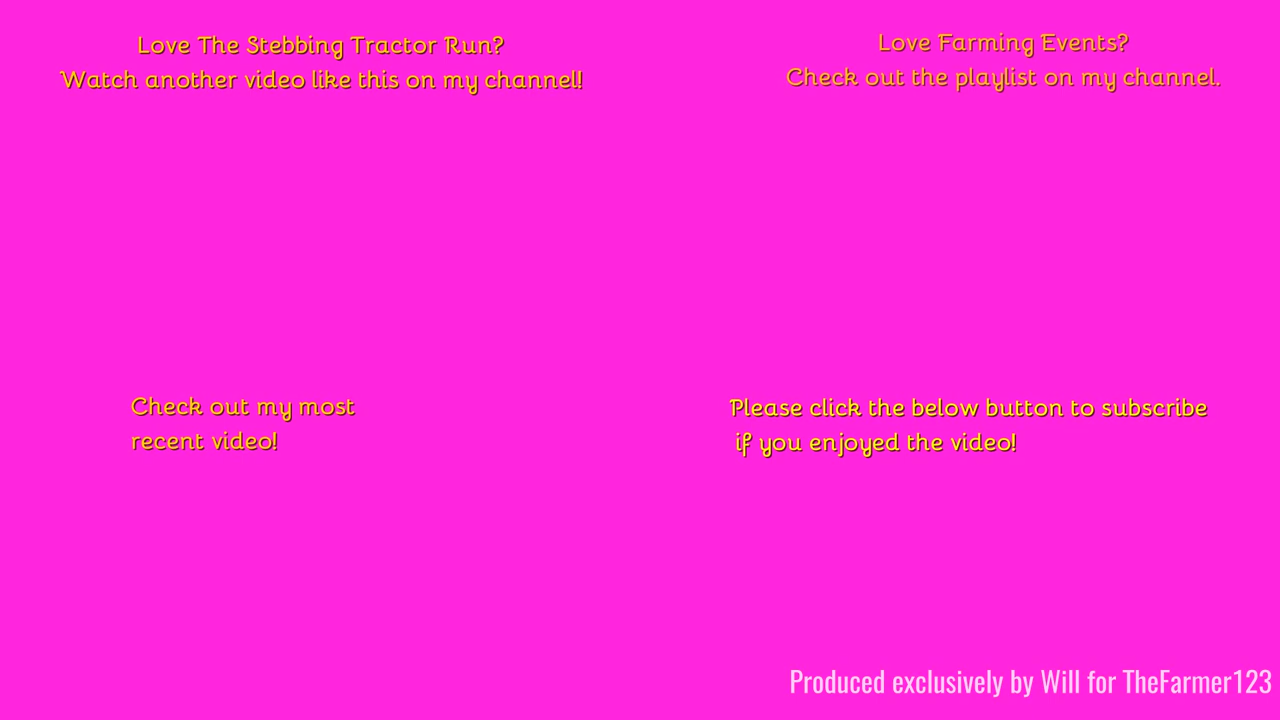 Love The Stebbing Tractor Run?
Watch another video like this on my channel!
Love Farming Events?
Check out the playlist on my channel.
Check out my most
recent video!
Please click the below button to subscribe
if you enjoyed the video!
Produced exclusively by Will for TheFarmer123